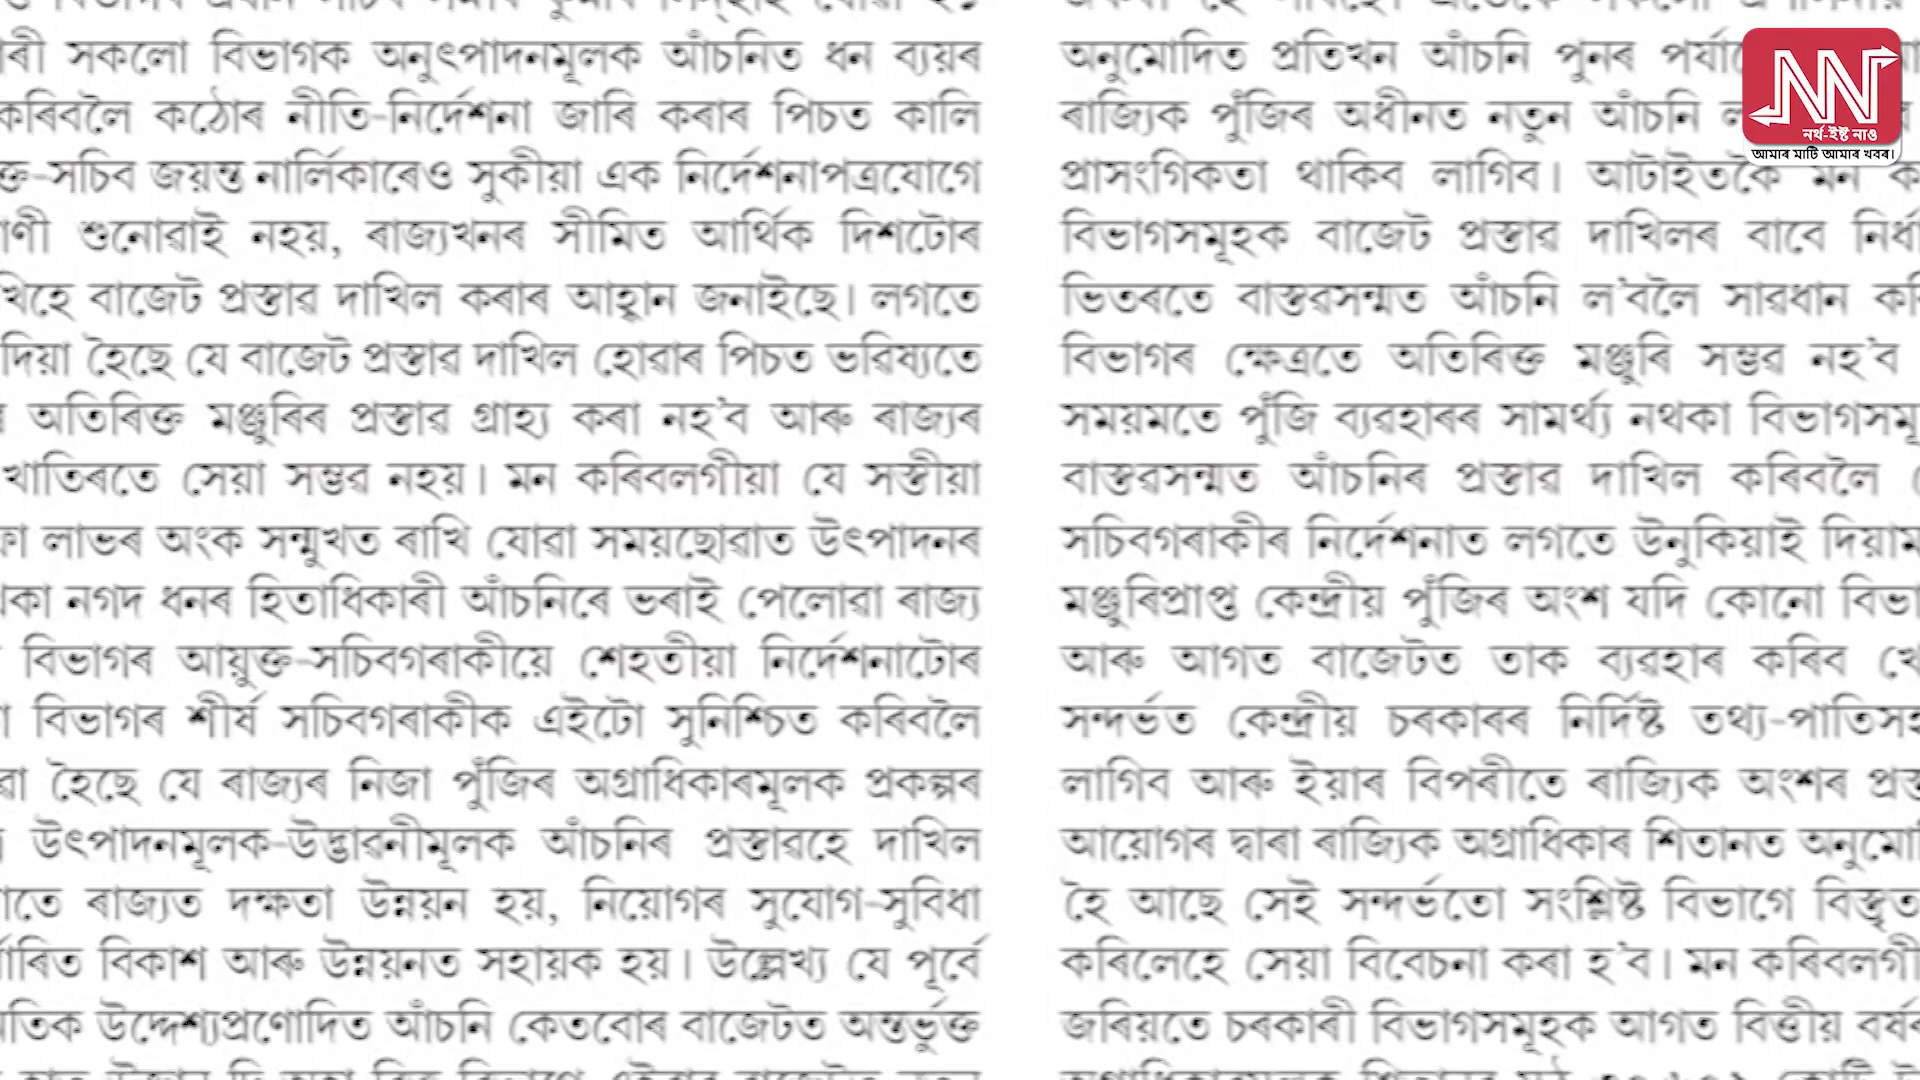 সকলো বিভাগক অনুৎপাদনমূলক আঁচনিত ধন ব্যয়ৰ
কৰিবলৈ কঠোৰ নীতি-নিৰ্দেশনা জাৰি কৰাৰ পিচত কালি
ক্ত-সচিব জয়ন্ত নাৰ্লিকাৰেও সুকীয়া এক নিৰ্দেশনাপত্ৰযোগে
শুনোৱাই নহয়, ৰাজ্যখনৰ সীমিত আৰ্থিক দিশটোৰ
বাজেট প্ৰস্তাৱ দাখিল কৰাৰ আহ্বান জনাইছে। লগতে
দিয়া হৈছে যে বাজেট প্ৰস্তাৱ দাখিল হোৱাৰ পিচত ভৱিষ্যতে
অতিৰিক্ত মঞ্জুৰিৰ প্ৰস্তাৱ গ্ৰাহ্য কৰা নহ'ব আৰু ৰাজ্যৰ
খাতিৰতে সেয়া সম্ভৱ নহয়। মন কৰিবলগীয়া যে সস্তীয়া
লাভৰ অংক সন্মুখত ৰাখি যোৱা সময়ছোৱাত উৎপাদনৰ
নগদ ধনৰ হিতাধিকাৰী আঁচনিৰে ভৰাই পেলোৱা ৰাজ্য
বিভাগৰ আয়ুক্ত-সচিবগৰাকীয়ে শেহতীয়া নিৰ্দেশনাটোৰ
বিভাগৰ শীৰ্ষ সচিবগৰাকীক এইটো সুনিশ্চিত কৰিবলৈ
হৈছে যে ৰাজ্যৰ নিজা পুঁজিৰ অগ্ৰাধিকাৰমূলক প্ৰকল্পৰ
উৎপাদনমূলক-উদ্ভাৱনীমূলক আঁচনিৰ প্ৰস্তাৱহে দাখিল
ৰাজ্যত দক্ষতা উন্নয়ন হয়, নিয়োগৰ সুযোগ-সুবিধা
বিকাশ আৰু উন্নয়নত সহায়ক হয়। উল্লেখ্য যে পূৰ্বে
উদ্দেশ্যপ্ৰণোদিত আঁচনি কেতবোৰ বাজেটত অন্তৰ্ভুক্ত
অনুমোদিত প্ৰতিখন আঁচনি পুনৰ
ৰাজ্যিক পুঁজিৰ অধীনত নতুন আঁচনি
প্ৰাসংগিকতা থাকিব লাগিব। আটাইতকৈ মন
বিভাগসমূহক বাজেট প্ৰস্তাৱ দাখিলৰ বাবে
ভিতৰতে বাস্তৱসন্মত আঁচনি ল'বলৈ সাৱধান
বিভাগৰ ক্ষেত্ৰতে অতিৰিক্ত মঞ্জুৰি সম্ভৱ নহ'ব
সময়মতে পুঁজি ব্যৱহাৰৰ সামৰ্থ্য নথকা
বাস্তৱসন্মত আঁচনিৰ প্ৰস্তাৱ দাখিল কৰিবলৈ
সচিবগৰাকীৰ নিৰ্দেশনাত লগতে উনুকিয়াই
মঞ্জুৰিপ্ৰাপ্ত কেন্দ্ৰীয় পুঁজিৰ অংশ যদি কোনো
আৰু আগত বাজেটত তাক ব্যৱহাৰ কৰিব
সন্দৰ্ভত কেন্দ্ৰীয় চৰকাৰৰ নিৰ্দিষ্ট
লাগিব আৰু ইয়াৰ বিপৰীতে ৰাজ্যিক অংশৰ
আয়োগৰ দ্বাৰা ৰাজ্যিক অগ্ৰাধিকাৰ শিতানত
হৈ আছে সেই সন্দৰ্ভতো সংশ্লিষ্ট বিভাগে বিস্তৃত
কৰিলেহে সেয়া বিবেচনা কৰা হ'ব। মন
জৰিয়তে চৰকাৰী বিভাগসমূহক আগত বিত্তীয়
NN
নৰ্থ-ইষ্ট নাও
আমাৰ মাটি আমাৰ খবৰ।